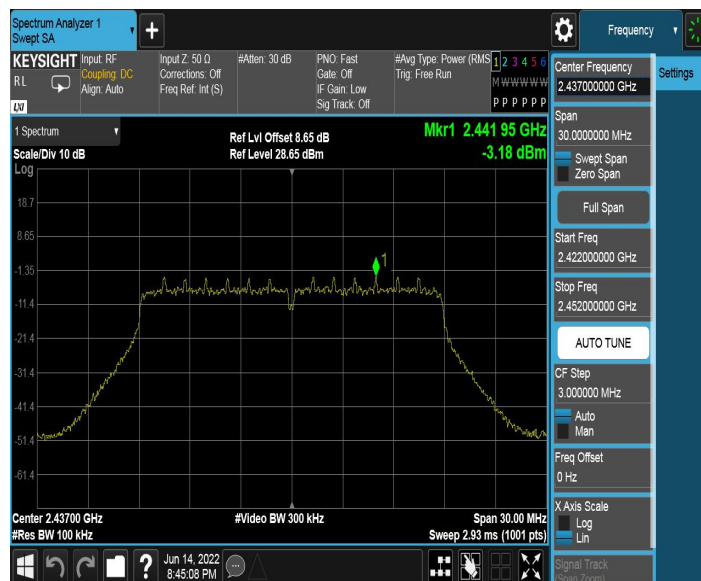 Spectrum Analyzer 1
Swept SA
+
Frequency
KEYSIGHT
Input: RF
Coupling: DC
Align: Auto
Input Z: 50 Ω
Corrections: Off
Freq Ref: Int (S)
#Atten: 30 dB
PNO: Fast
Gate: Off
IF Gain: Low
Sig Track: Off
#Avg Type: Power (RMS
Trig: Free Run
1 2 3 4 5 6
M W W W W W
P P P P P P
R L
LXI
1 Spectrum
Scale/Div 10 dB
Log
Ref Lvl Offset 8.65 dB
Ref Level 28.65 dBm
Mkr1 2.441 95 GHz
-3.18 dBm
18.7
8.65
-1.35
-11.4
-21.4
-31.4
-41.4
-51.4
-61.4
1
Center 2.43700 GHz
#Res BW 100 kHz
#Video BW 300 kHz
Span 30.00 MHz
Sweep 2.93 ms (1001 pts)
Center Frequency
2.437000000 GHz
Settings
Span
30.0000000 MHz
Swept Span
Zero Span
Full Span
Start Freq
2.422000000 GHz
Stop Freq
2.452000000 GHz
AUTO TUNE
CF Step
3.000000 MHz
Auto
Man
Freq Offset
0 Hz
X Axis Scale
Log
Lin
Signal Track
(Span Zoom)
?
Jun 14, 2022
8:45:08 PM